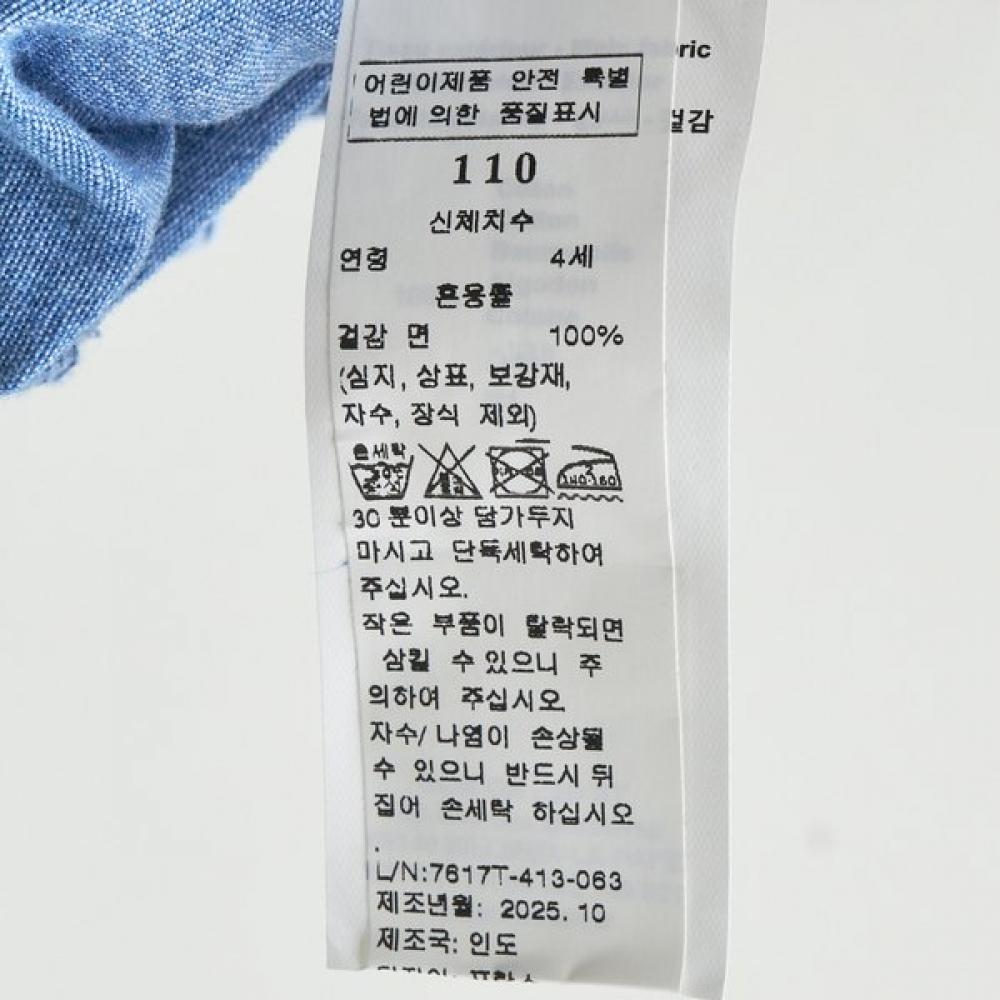 어린이제품 안전 특별
법에 의한 품질표시
110
신체치수
연령 4세
혼용률
겉감 면 100%
(심지, 상표, 보강재,
자수, 장식 제외)
손세탁
30 분이상 담가두지
마시고 단독세탁하여
주십시오.
작은 부품이 탈락되면
삼킬 수 있으니 주
의하여 주십시오.
자수/ 나염이 손상될
수 있으니 반드시 뒤
집어 손세탁 하십시오
.
L/N:7617T-413-063
제조년월: 2025. 10
제조국: 인도